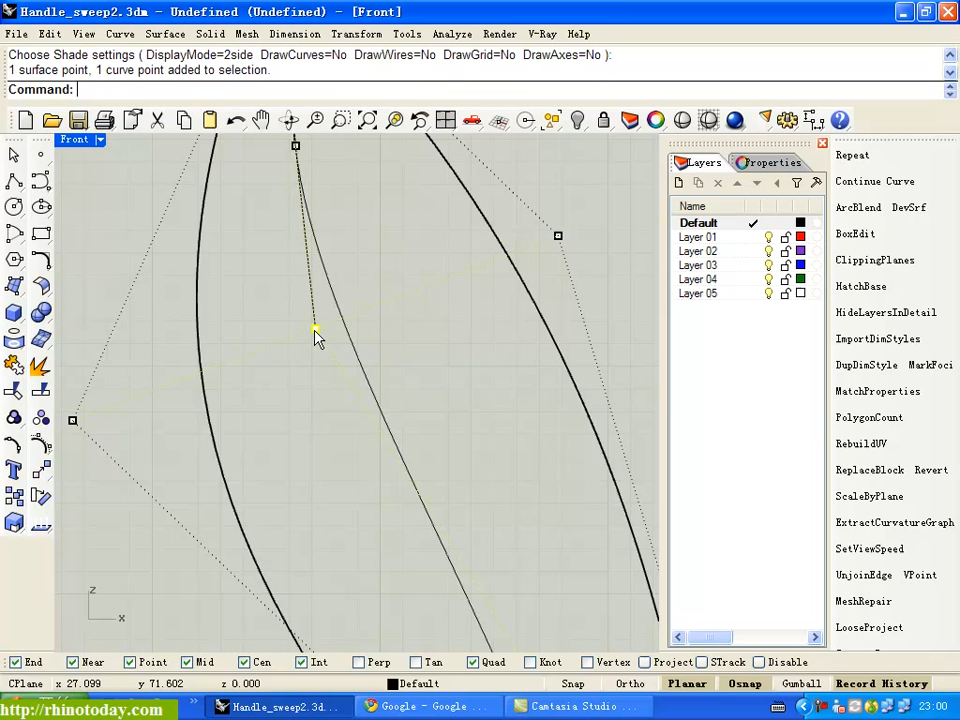 Handle_sweep2.3dm - Undefined (Undefined) - [Front]
File Edit View Curve Surface Solid Mesh Dimension Transform Tools Analyze Render V-Ray Help
Choose Shade settings ( DisplayMode=2side DrawCurves=No DrawWires=No DrawGrid=No DrawAxes=No ):
1 surface point, 1 curve point added to selection.
Command:
Front
Layers Properties
Name
Default
Layer 01
Layer 02
Layer 03
Layer 04
Layer 05
Repeat
Continue Curve
ArcBlend DevSrf
BoxEdit
ClippingPlanes
HatchBase
HideLayersInDetail
ImportDimStyles
DupDimStyle MarkFoci
MatchProperties
PolygonCount
RebuildUV
ReplaceBlock Revert
ScaleByPlane
ExtractCurvatureGraph
SetViewSpeed
UnjoinEdge VPoint
MeshRepair
LooseProject
z
x
End Near Point Mid Cen Int Perp Tan Quad Knot Vertex Project STrack Disable
CPlane x 27.099 y 71.602 z 0.000 Default Snap Ortho Planar Osnap Gumball Record History
http://rhinotoday.com
Handle_sweep2.3d...
Google - Google ...
Camtasia Studio ...
23:00